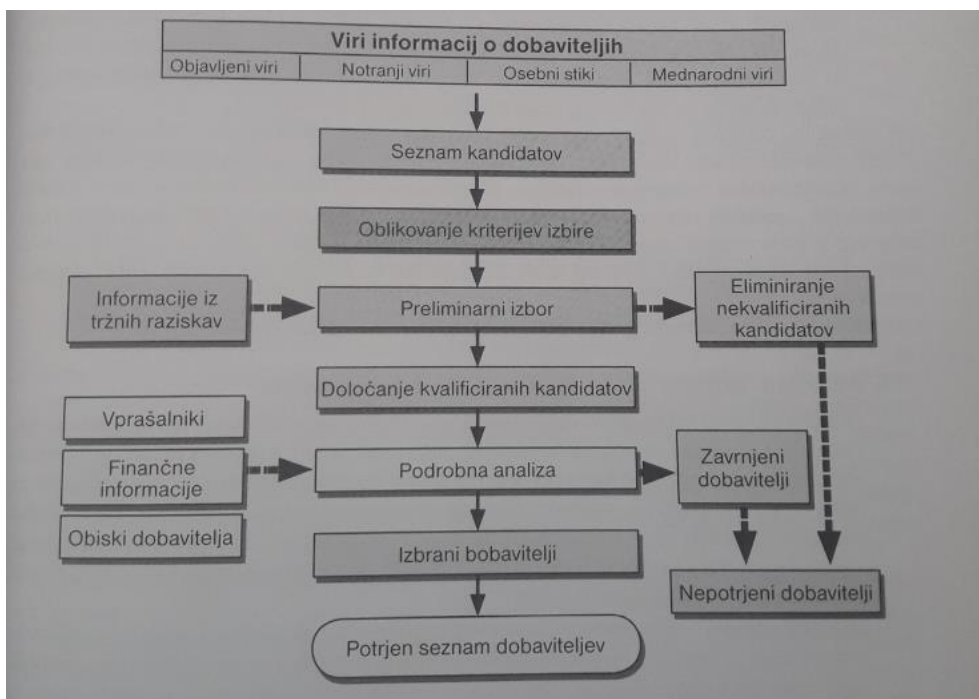 Viri informacij o dobaviteljih
Objavljeni viri
Notranji viri
Osebni stiki
Mednarodni viri
Seznam kandidatov
Oblikovanje kriterijev izbire
Informacije iz
tržnih raziskav
Preliminarni izbor
Eliminiranje
nekvalificiranih
kandidatov
Določanje kvalificiranih kandidatov
Vprašalniki
Finančne
informacije
Obiski dobavitelja
Podrobna analiza
Zavrnjeni
dobavitelji
Izbrani bobavitelji
Nepotrjeni dobavitelji
Potrjen seznam dobaviteljev